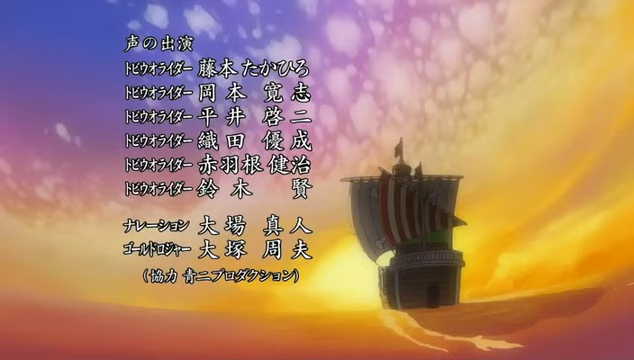 声の出演
トビウオライダー 藤本 たかひろ
トビウオライダー 岡本 寛志
トビウオライダー 平井 啓二
トビウオライダー 織田 優成
トビウオライダー 赤羽根 健治
トビウオライダー 鈴木 賢
ナレーション 大場 真人
ゴールドロジャー 大塚 周夫
(協力 青二プロダクション)